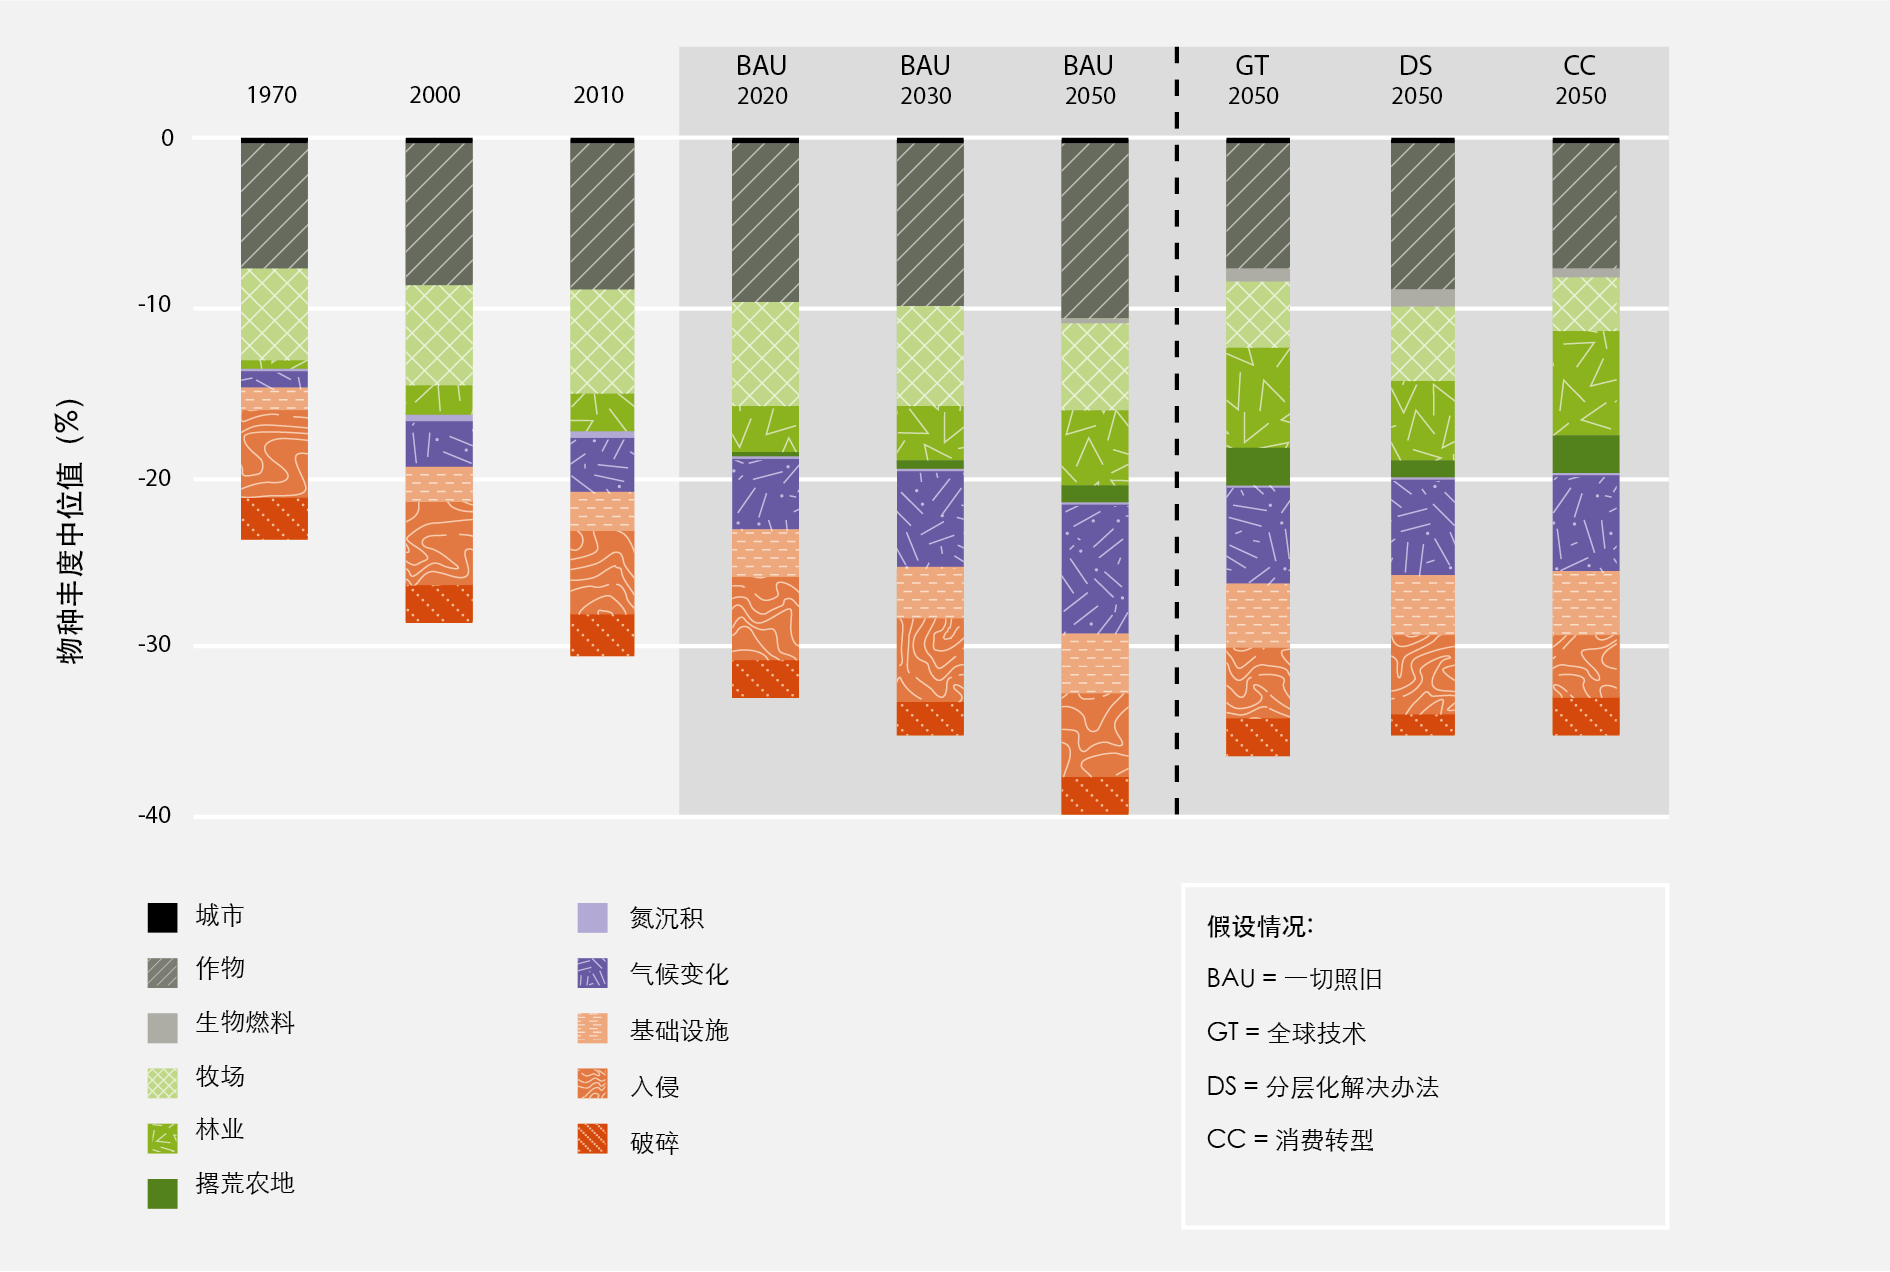 BAU BAU BAU GT DS CC
1970 2000 2010 2020 2030 2050 2050 2050 2050
0
-10
-20
-30
-40
物种丰度中位值 (%)
城市
作物
生物燃料
牧场
林业
撂荒农地
氮沉积
气候变化
基础设施
入侵
破碎
假设情况:
BAU = 一切照旧
GT = 全球技术
DS = 分层化解决办法
CC = 消费转型